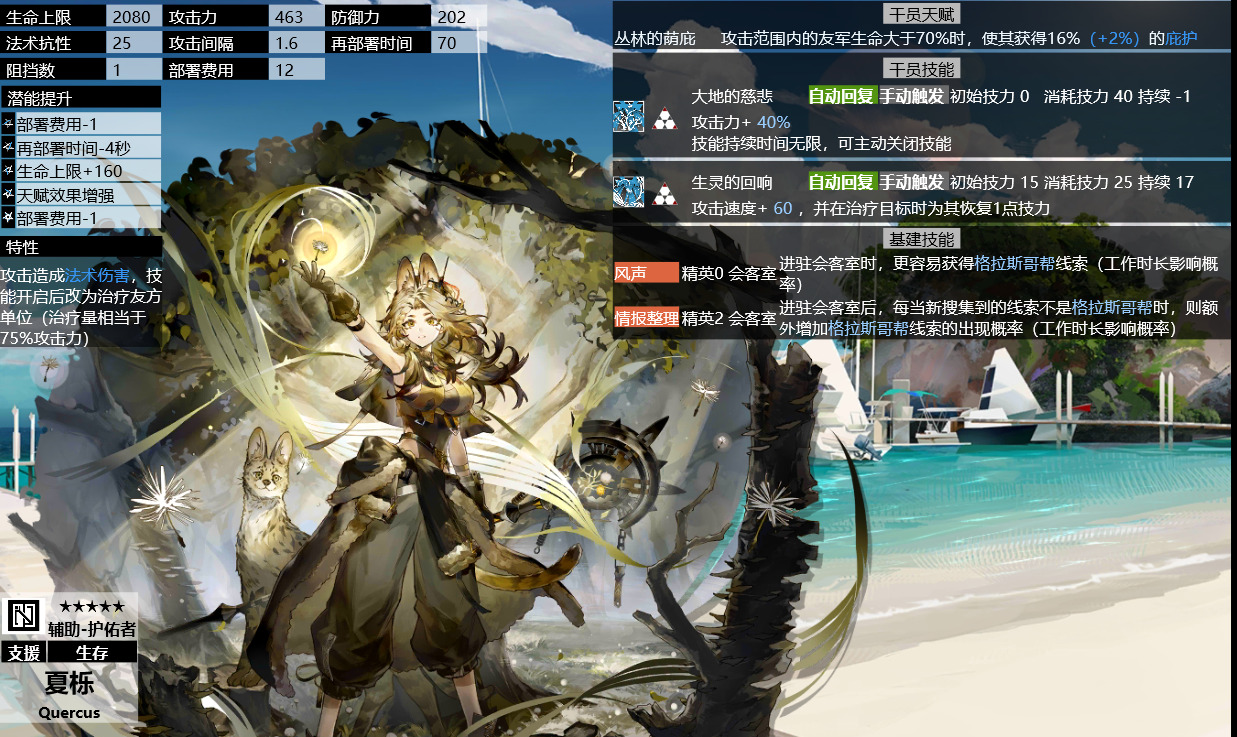 生命上限 2080 攻击力 463 防御力 202
法术抗性 25 攻击间隔 1.6 再部署时间 70
阻挡数 1 部署费用 12
潜能提升
部署费用-1
再部署时间-4秒
生命上限+160
天赋效果增强
部署费用-1
特性
攻击造成法术伤害，技
能开启后改为治疗友方
单位（治疗量相当于
75%攻击力）
★★★★★
辅助-护佑者
支援 生存
夏栎
Quercus
干员天赋
丛林的荫庇 攻击范围内的友军生命大于70%时，使其获得16%（+2%）的庇护
干员技能
大地的慈悲 自动回复 手动触发 初始技力 0 消耗技力 40 持续 -1
攻击力+ 40%
技能持续时间无限，可主动关闭技能
生灵的回响 自动回复 手动触发 初始技力 15 消耗技力 25 持续 17
攻击速度+ 60 ，并在治疗目标时为其恢复1点技力
基建技能
风声 精英0 会客室 进驻会客室时，更容易获得格拉斯哥帮线索（工作时长影响概
率）
情报整理 精英2 会客室 进驻会客室后，每当新搜集到的线索不是格拉斯哥帮时，则额
外增加格拉斯哥帮线索的出现概率（工作时长影响概率）